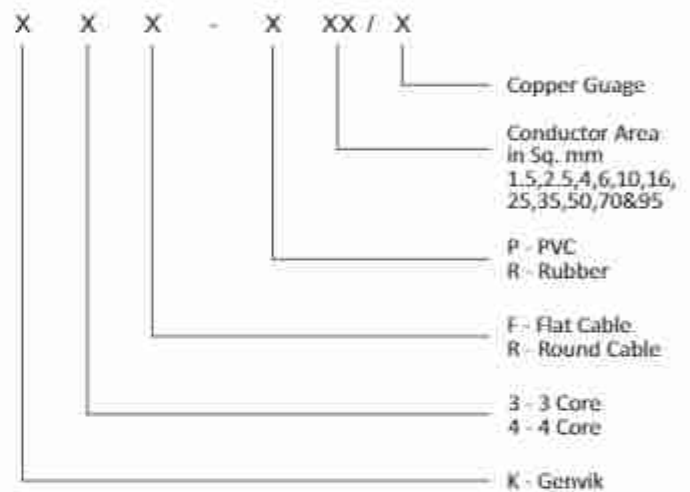 X X X - X XX / X
Copper Guage
Conductor Area
in Sq. mm
1.5,2.5,4,6,10,16,
25,35,50,70&95
P - PVC
R - Rubber
F - Flat Cable
R - Round Cable
3 - 3 Core
4 - 4 Core
K - Genvik